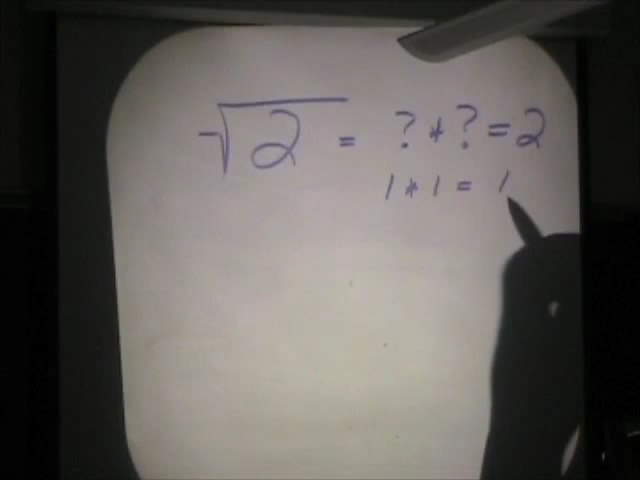 √2 = ? * ? = 2
1 * 1 = 1